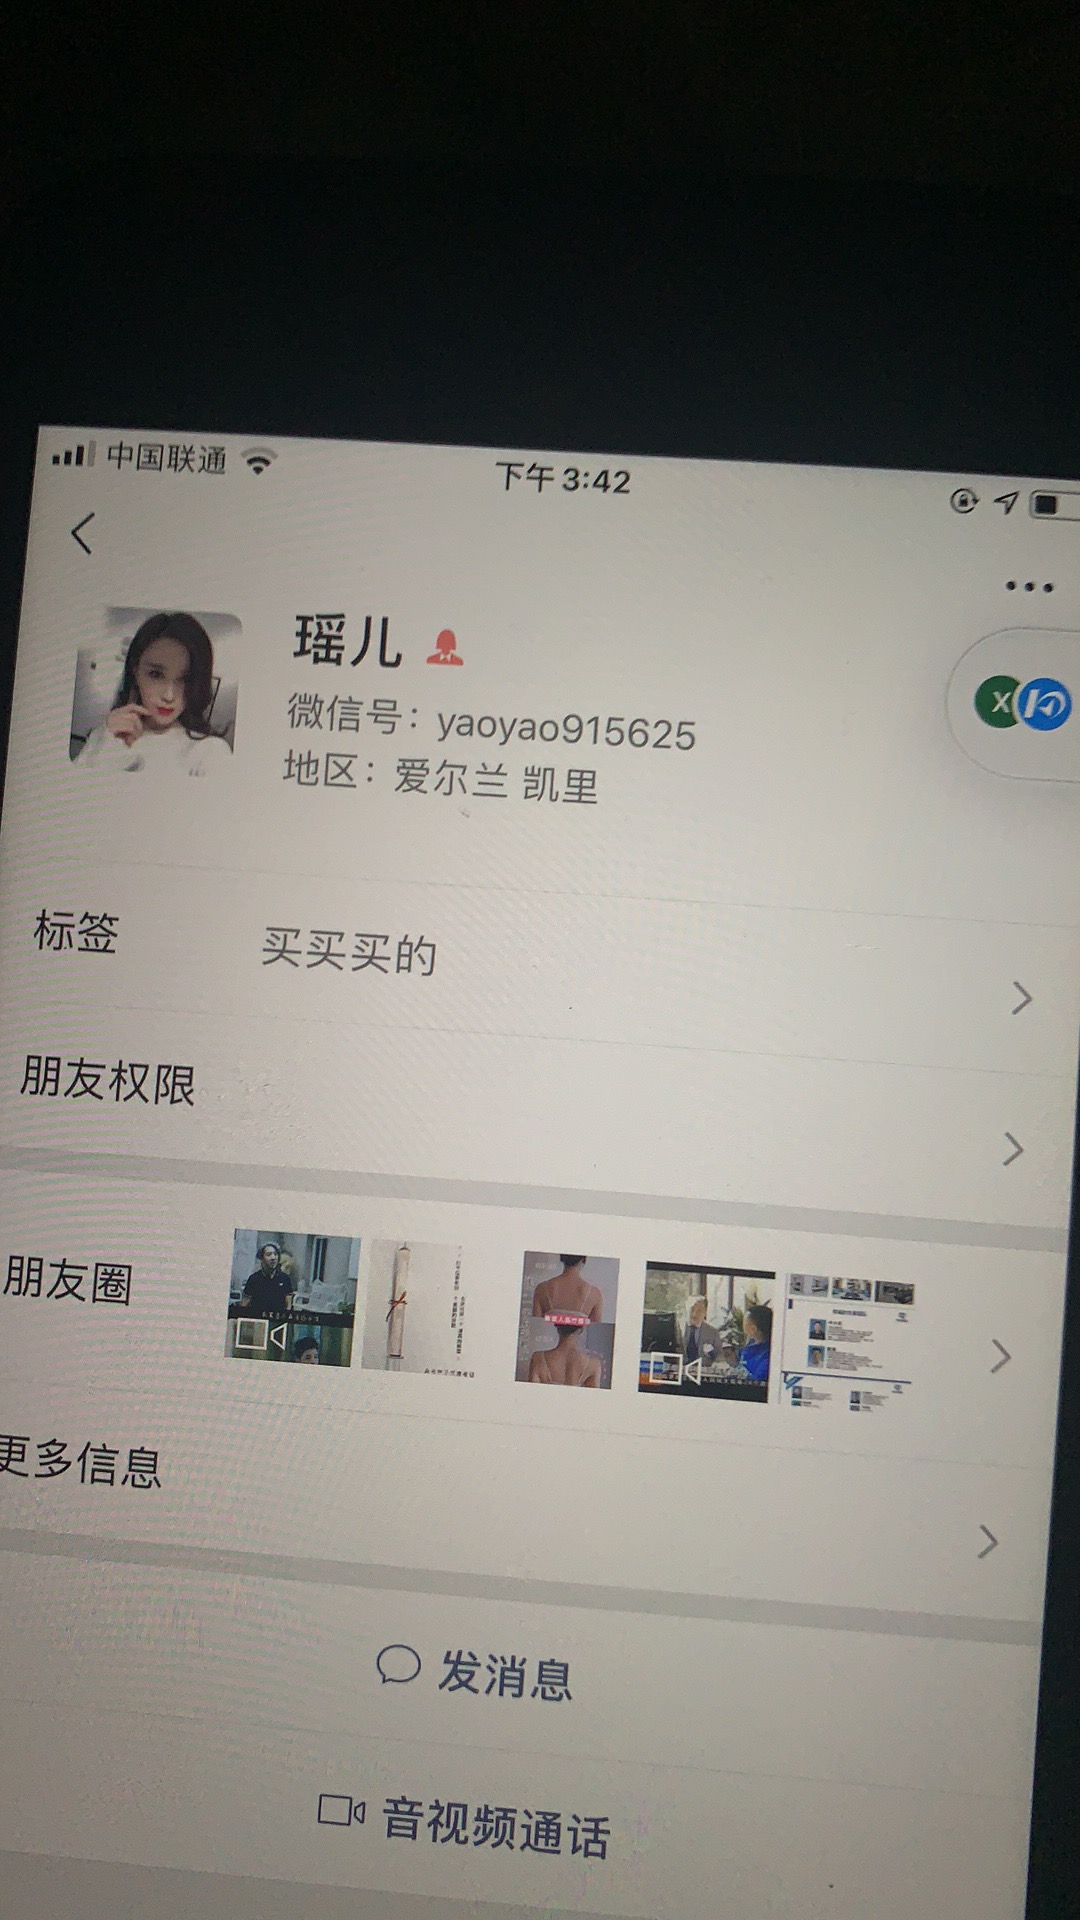 中国联通
下午3:42
瑶儿
微信号：yaoyao915625
地区：爱尔兰 凯里
X
标签 买买买的
朋友权限
朋友圈
更多信息
发消息
音视频通话